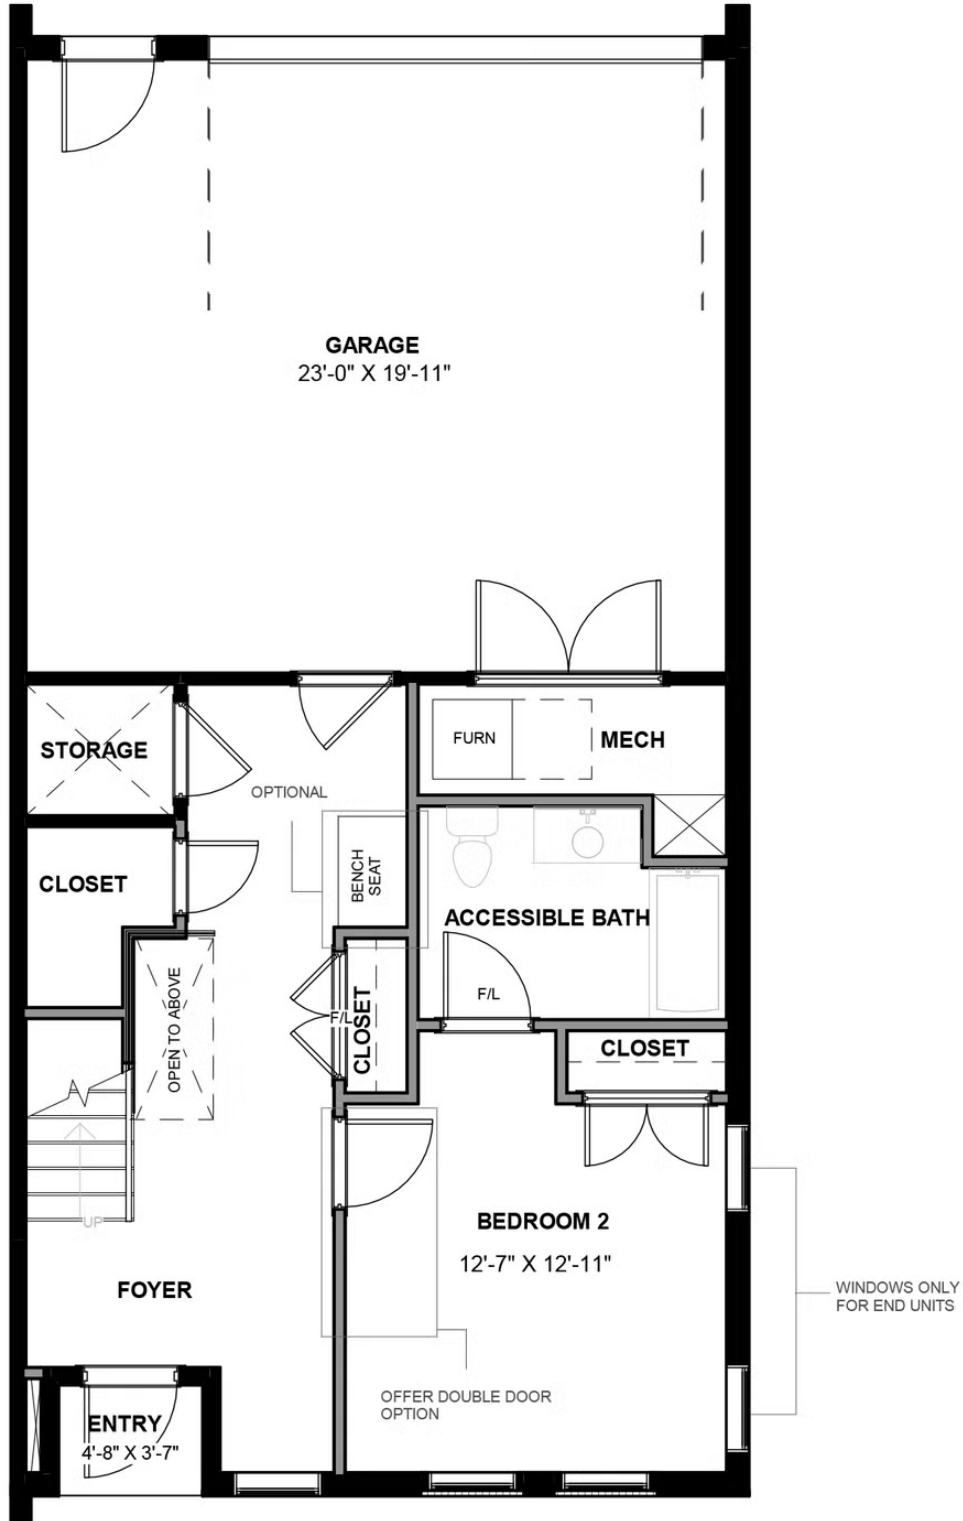 GARAGE
23'-0" X 19'-11"
STORAGE
OPTIONAL
FURN
MECH
CLOSET
BENCH
SEAT
ACCESSIBLE BATH
F/L
OPEN TO ABOVE
F/L
CLOSET
CLOSET
UP
BEDROOM 2
12'-7" X 12'-11"
FOYER
WINDOWS ONLY
FOR END UNITS
OFFER DOUBLE DOOR
OPTION
ENTRY
4'-8" X 3'-7"